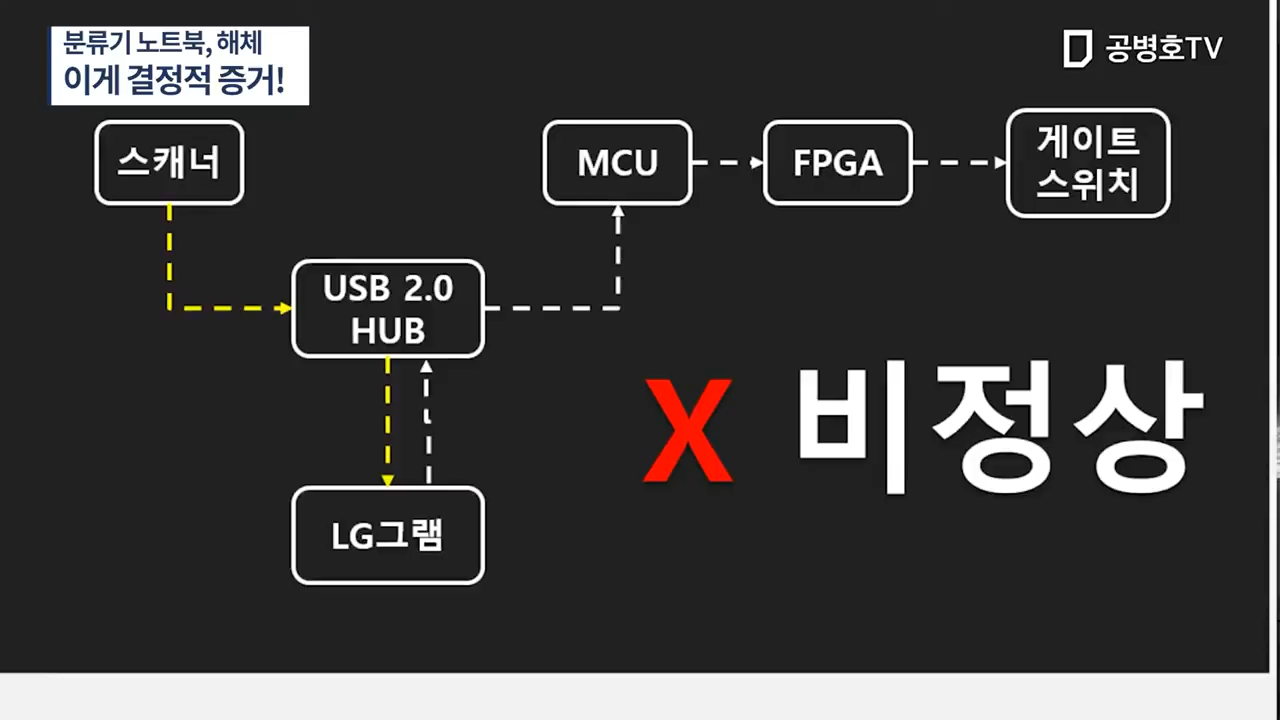 분류기 노트북, 해체
이게 결정적 증거!
공병호TV
스캐너
MCU
FPGA
게이트
스위치
USB 2.0
HUB
X 비정상
LG그램